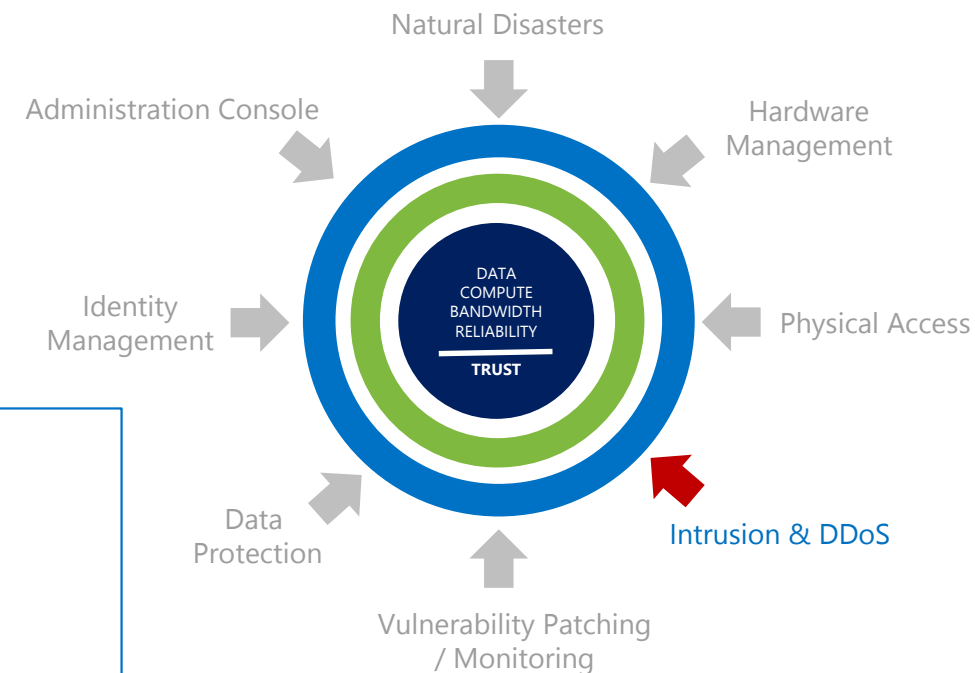 Natural Disasters
Administration Console
Hardware
Management
DATA
COMPUTE
BANDWIDTH
RELIABILITY
TRUST
Identity
Management
Physical Access
Data
Protection
Intrusion & DDoS
Vulnerability Patching
/ Monitoring